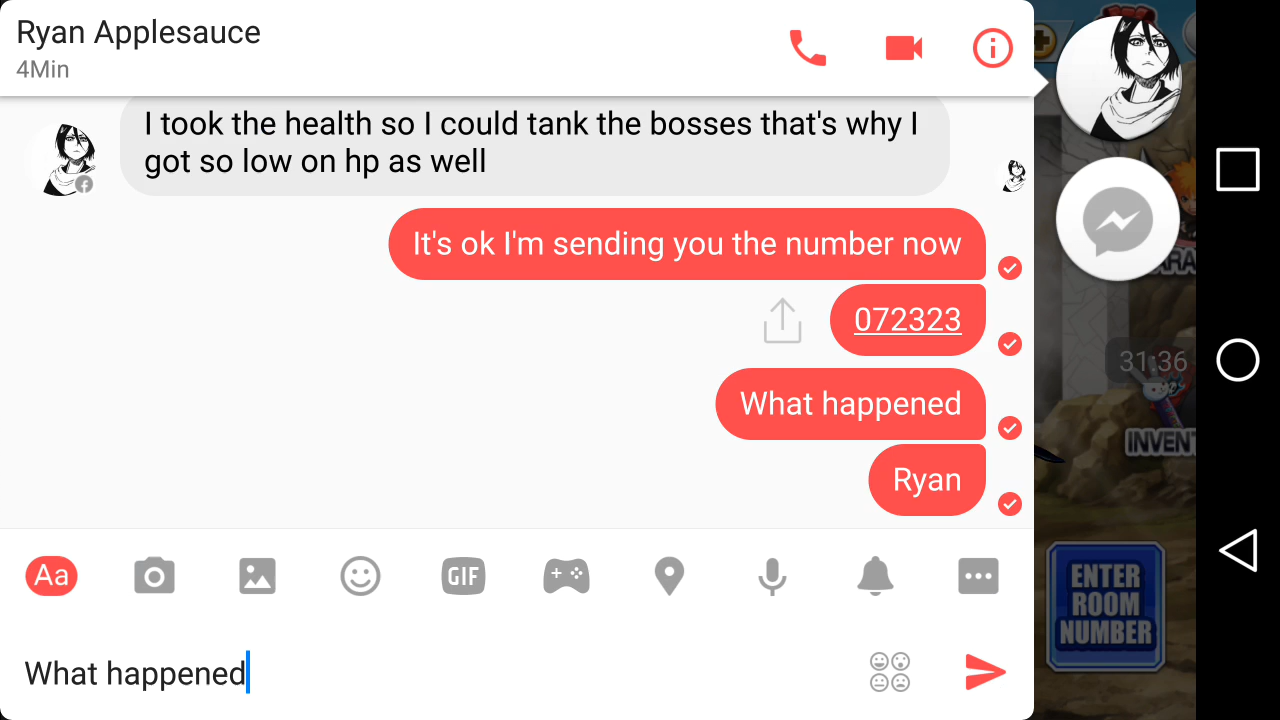 Ryan Applesauce
4Min
I took the health so I could tank the bosses that's why I
got so low on hp as well
It's ok I'm sending you the number now
072323
What happened
Ryan
Aa
GIF
What happened
31:36
INVENT
ENTER
ROOM
NUMBER